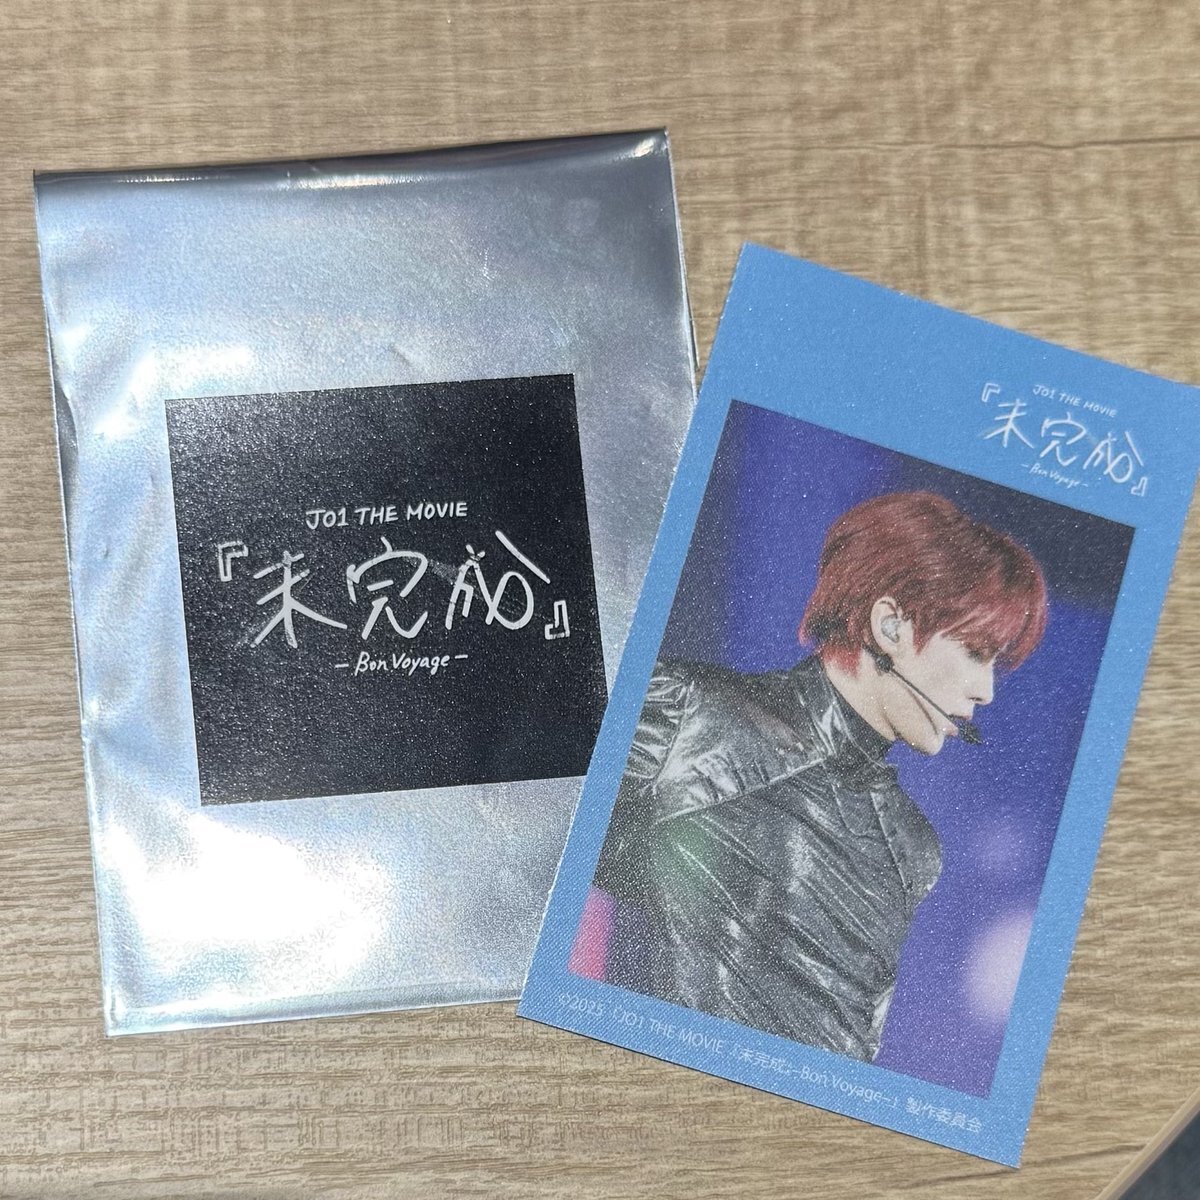 JO1 THE MOVIE
『未完成』
– Bon Voyage –
JO1 THE MOVIE
『未完成』
– Bon Voyage –
©2025「JO1 THE MOVIE『未完成』–Bon Voyage–」製作委員会